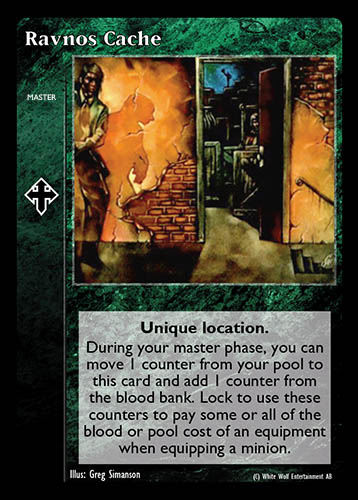 Ravnos Cache
MASTER
Unique location.
During your master phase, you can
move 1 counter from your pool to
this card and add 1 counter from
the blood bank. Lock to use these
counters to pay some or all of the
blood or pool cost of an equipment
when equipping a minion.
Illus: Greg Simanson
(C) White Wolf Entertainment AB